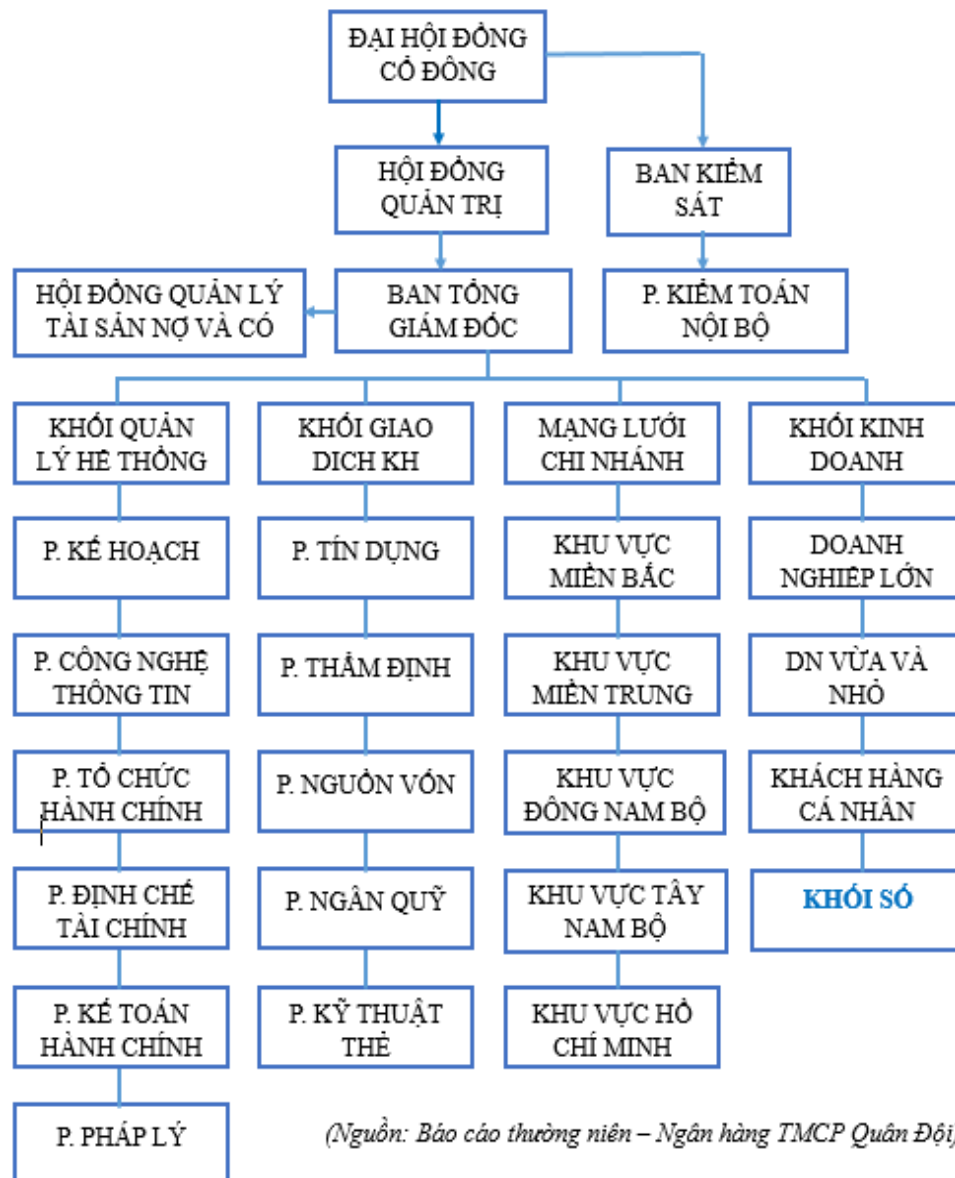 ĐẠI HỘI ĐỒNG
CỔ ĐÔNG
HỘI ĐỒNG
QUẢN TRỊ
BAN KIỂM
SÁT
HỘI ĐỒNG QUẢN LÝ
TÀI SẢN NỢ VÀ CÓ
BAN TỔNG
GIÁM ĐỐC
P. KIỂM TOÁN
NỘI BỘ
KHỐI QUẢN
LÝ HÊ THỐNG
P. KẾ HOẠCH
P. CÔNG NGHỆ
THÔNG TIN
P. TỔ CHỨC
HÀNH CHÍNH
P. ĐỊNH CHẾ
TÀI CHÍNH
P. KẾ TOÁN
HÀNH CHÍNH
P. PHÁP LÝ
KHỐI GIAO
DICH KH
P. TÍN DỤNG
P. THẨM ĐỊNH
P. NGUỒN VỐN
P. NGÂN QUỸ
P. KỸ THUẬT
THẺ
MẠNG LƯỚI
CHI NHÁNH
KHU VỰC
MIỀN BẮC
KHU VỰC
MIỀN TRUNG
KHU VỰC
ĐÔNG NAM BỘ
KHU VỰC TÂY
NAM BỘ
KHU VỰC HỒ
CHÍ MINH
KHỐI KINH
DOANH
DOANH
NGHIÊP LỚN
DN VỪA VÀ
NHỎ
KHÁCH HÀNG
CÁ NHÂN
KHỐI SỐ
(Nguồn: Báo cáo thường niên – Ngân hàng TMCP Quân Đội)